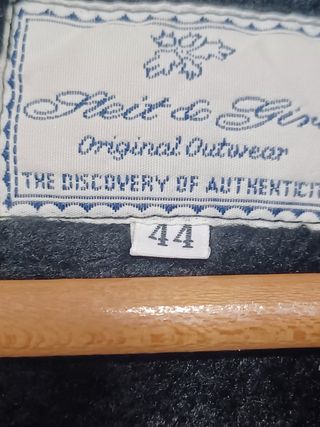 Original Outwear
THE DISCOVERY OF AUTHENTICIT
44